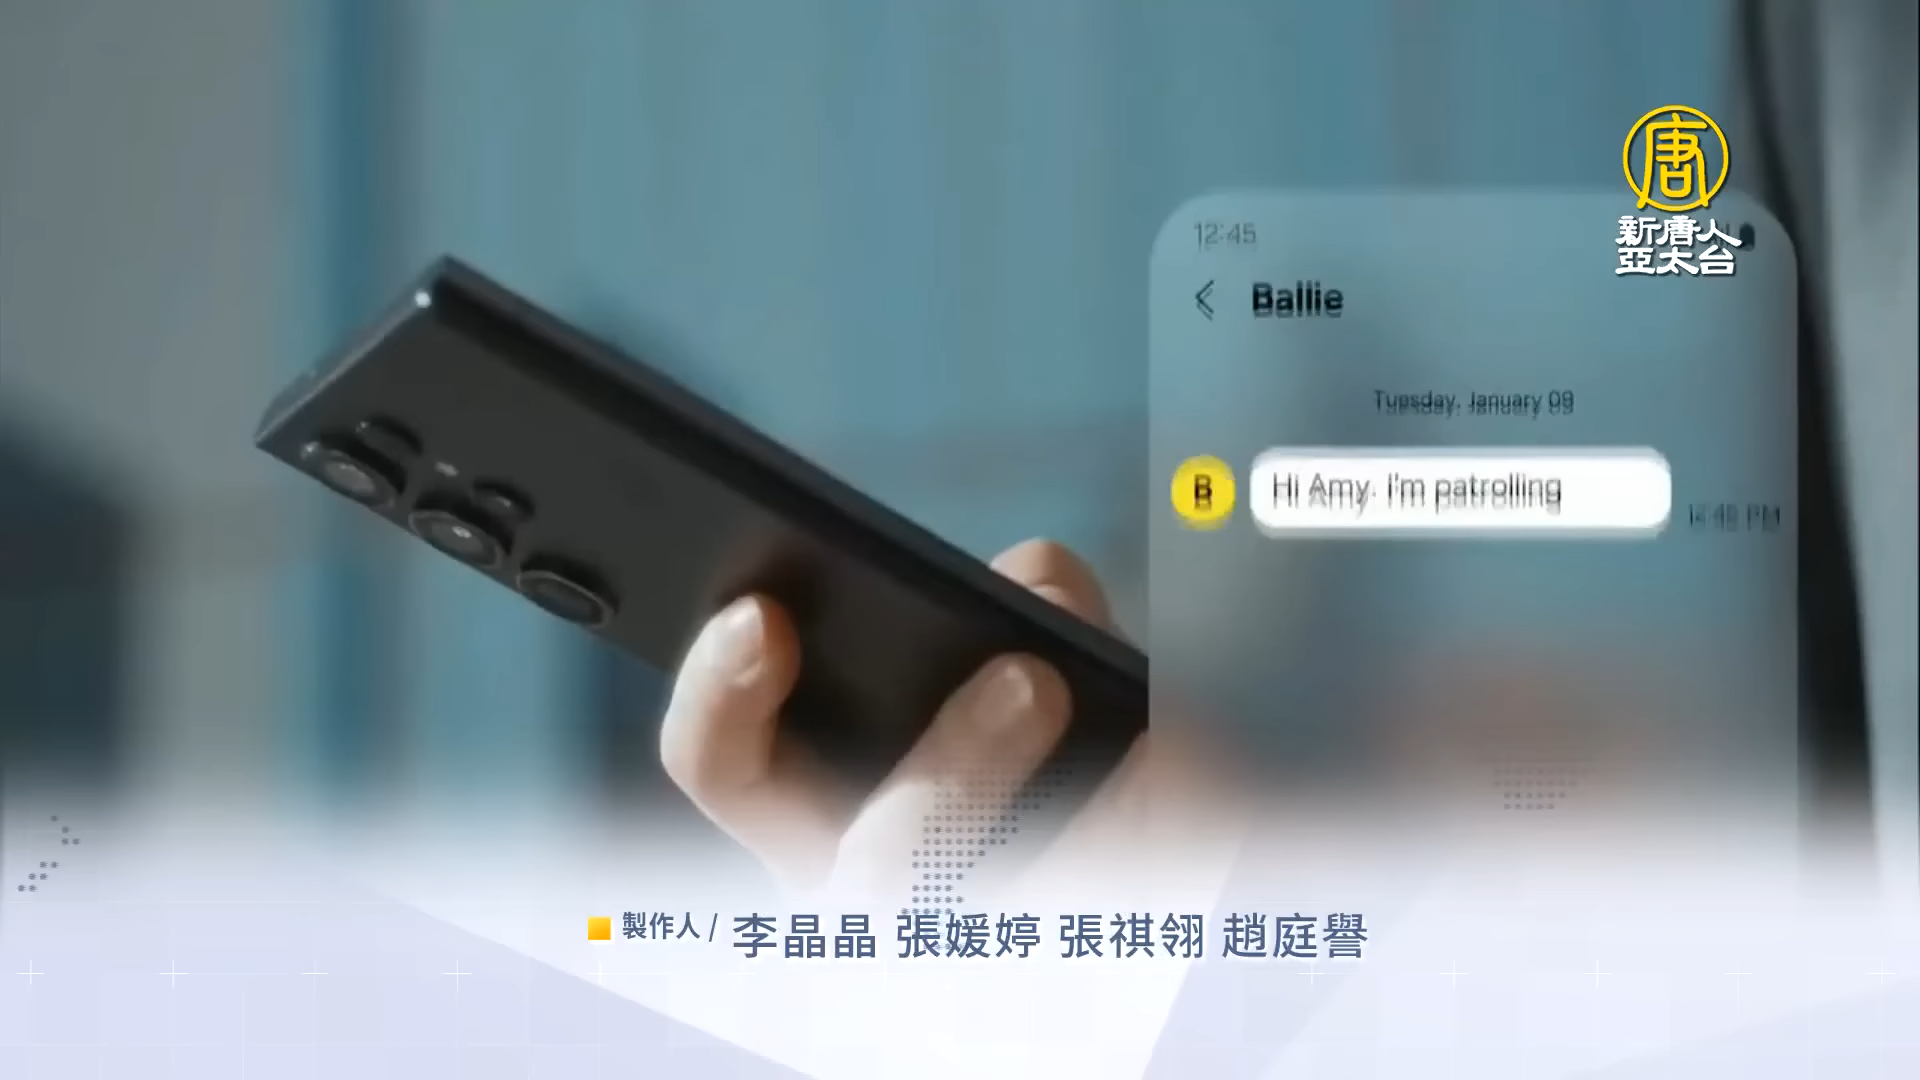 唐
新唐人
亞太台
12:45
Ballie
Tuesday, January 09
B
Hi Amy. I'm patrolling
製作人 / 李晶晶 張媛婷 張祺翎 趙庭譽